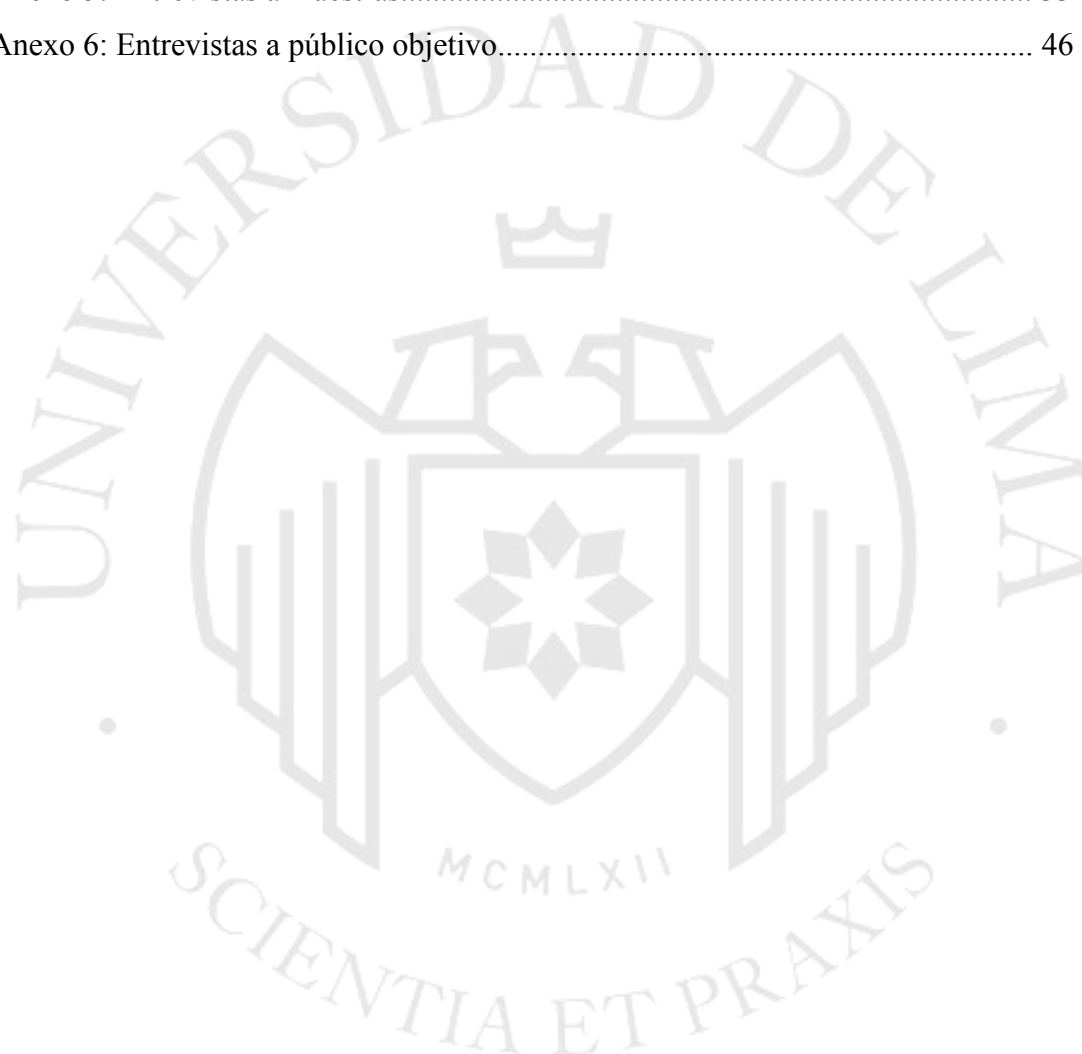 Anexo 6: Entrevistas a público objetivo.................................................................................. 46
UNIVERSIDAD DE LIMA
MCMLXII
SCIENTIA ET PRAXIS